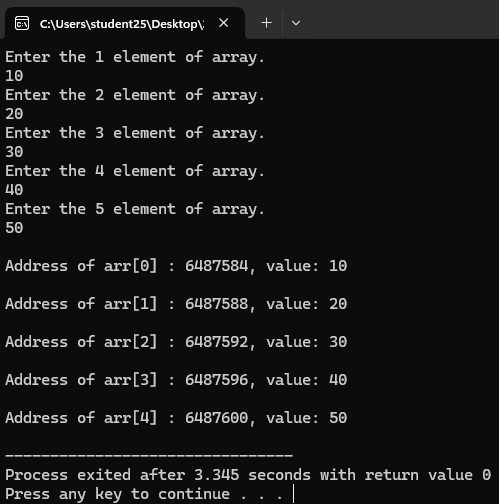 C:\Users\student25\Desktop\
Enter the 1 element of array.
10
Enter the 2 element of array.
20
Enter the 3 element of array.
30
Enter the 4 element of array.
40
Enter the 5 element of array.
50
Address of arr[0] : 6487584, value: 10
Address of arr[1] : 6487588, value: 20
Address of arr[2] : 6487592, value: 30
Address of arr[3] : 6487596, value: 40
Address of arr[4] : 6487600, value: 50
--------------------------------
Process exited after 3.345 seconds with return value 0
Press any key to continue . . .